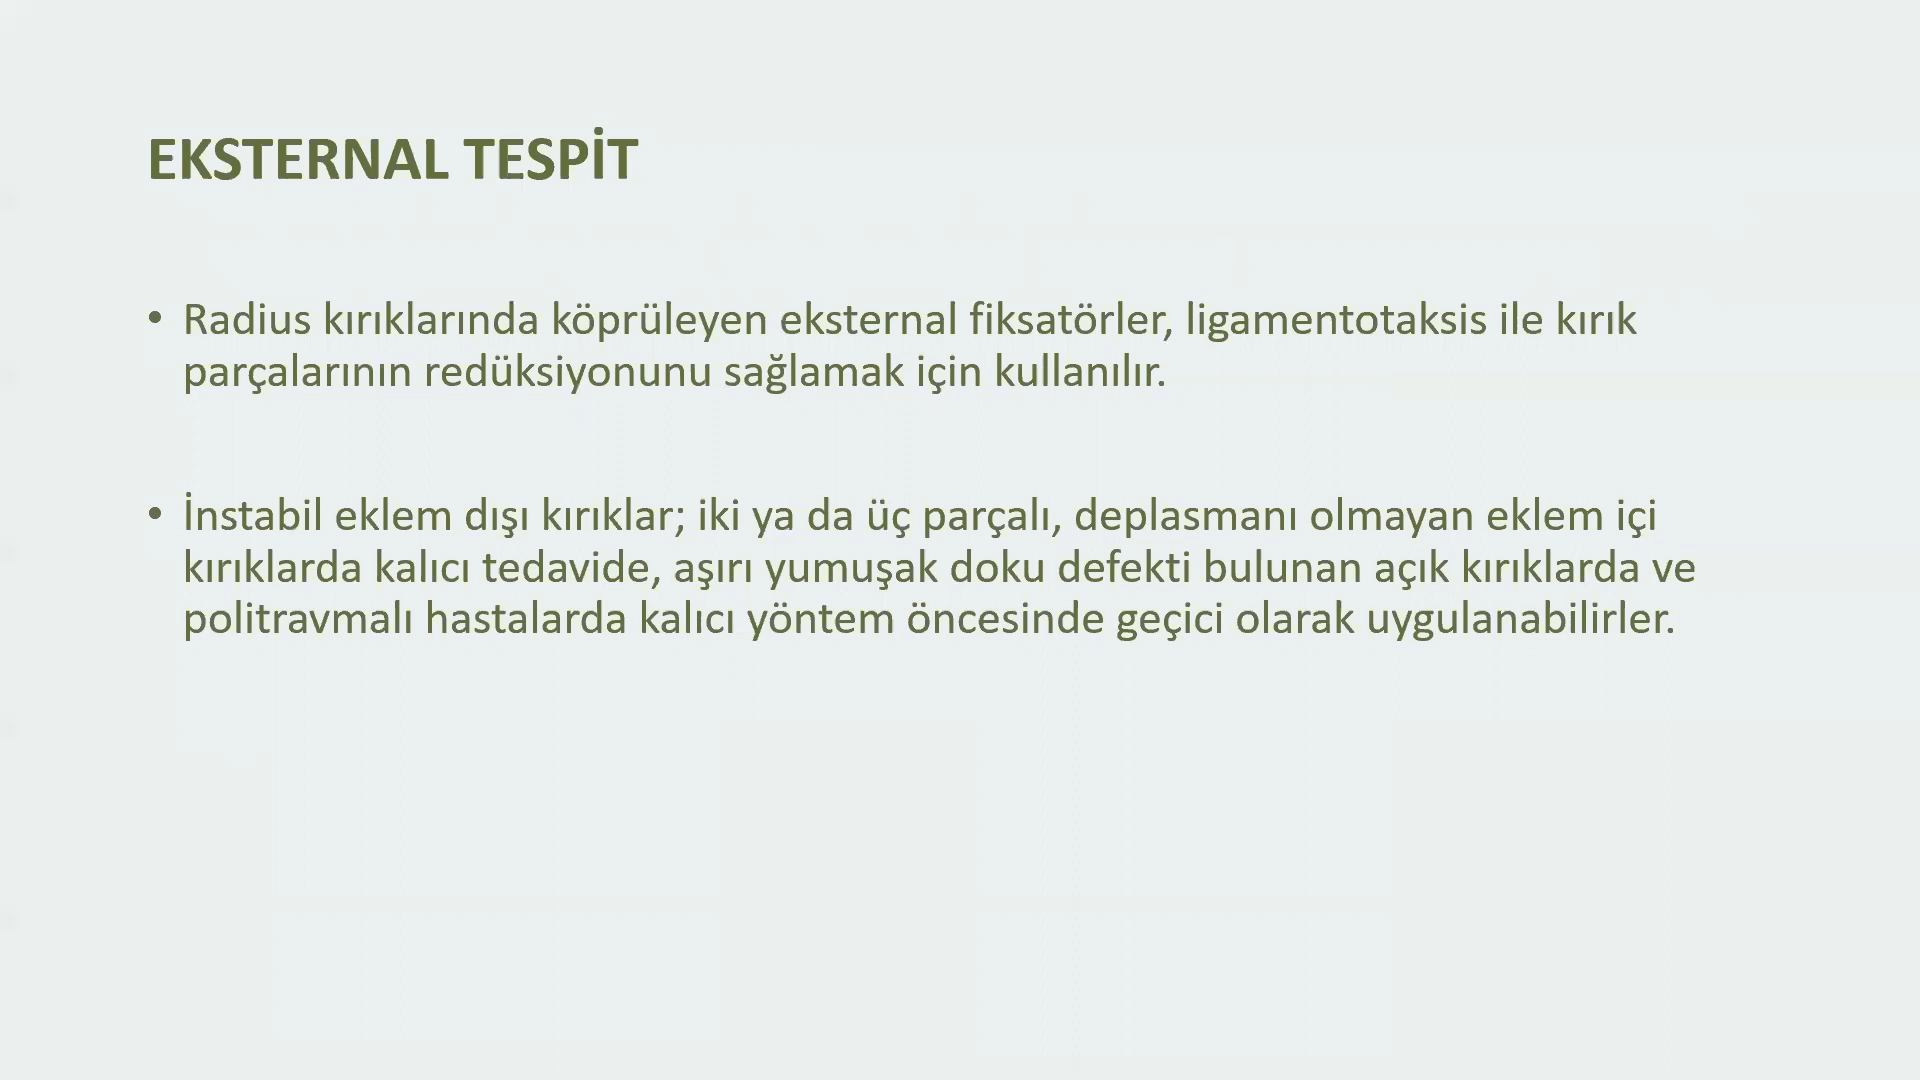 EKSTERNAL TESPİT
• Radius kırıklarında köprüleyen eksternal fiksatörler, ligamentotaksis ile kırık
parçalarının redüksiyonunu sağlamak için kullanılır.
• İnstabil eklem dışı kırıklar; iki ya da üç parçalı, deplasmanı olmayan eklem içi
kırıklarda kalıcı tedavide, aşırı yumuşak doku defekti bulunan açık kırıklarda ve
politravmalı hastalarda kalıcı yöntem öncesinde geçici olarak uygulanabilirler.